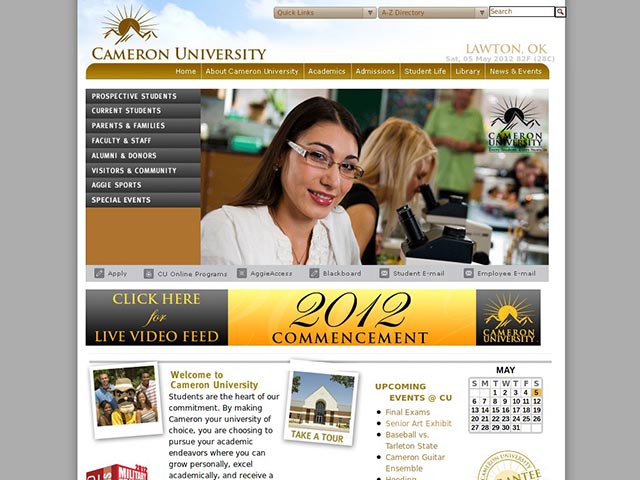 Quick Links
A-Z Directory
Search Here
CAMERON UNIVERSITY
LAWTON, OK
Sat, 05 May 2012 82F (28C)
Home
About Cameron University
Academics
Admissions
Student Life
Library
News & Events
PROSPECTIVE STUDENTS
CURRENT STUDENTS
PARENTS & FAMILIES
FACULTY & STAFF
ALUMNI & DONORS
VISITORS & COMMUNITY
AGGIE SPORTS
SPECIAL EVENTS
CAMERON
UNIVERSITY
Apply
CU Online Programs
AggieAccess
Blackboard
Student E-mail
Employee E-mail
CLICK HERE
for
LIVE VIDEO FEED
2012
COMMENCEMENT
CAMERON
UNIVERSITY
Welcome to
Cameron University
Students are the heart of our
commitment. By making
Cameron your university of
choice, you are choosing to
pursue your academic
endeavors where you can
grow personally, excel
academically, and receive a
2012
MILITARY
TAKE A TOUR
UPCOMING
EVENTS @ CU
Final Exams
Senior Art Exhibit
Baseball vs.
Tarleton State
Cameron Guitar
Ensemble
MAY
S M T W T F S
1 2 3 4 5
6 7 8 9 10 11 12
13 14 15 16 17 18 19
20 21 22 23 24 25 26
27 28 29 30 31
CAMERON UNIVERSITY